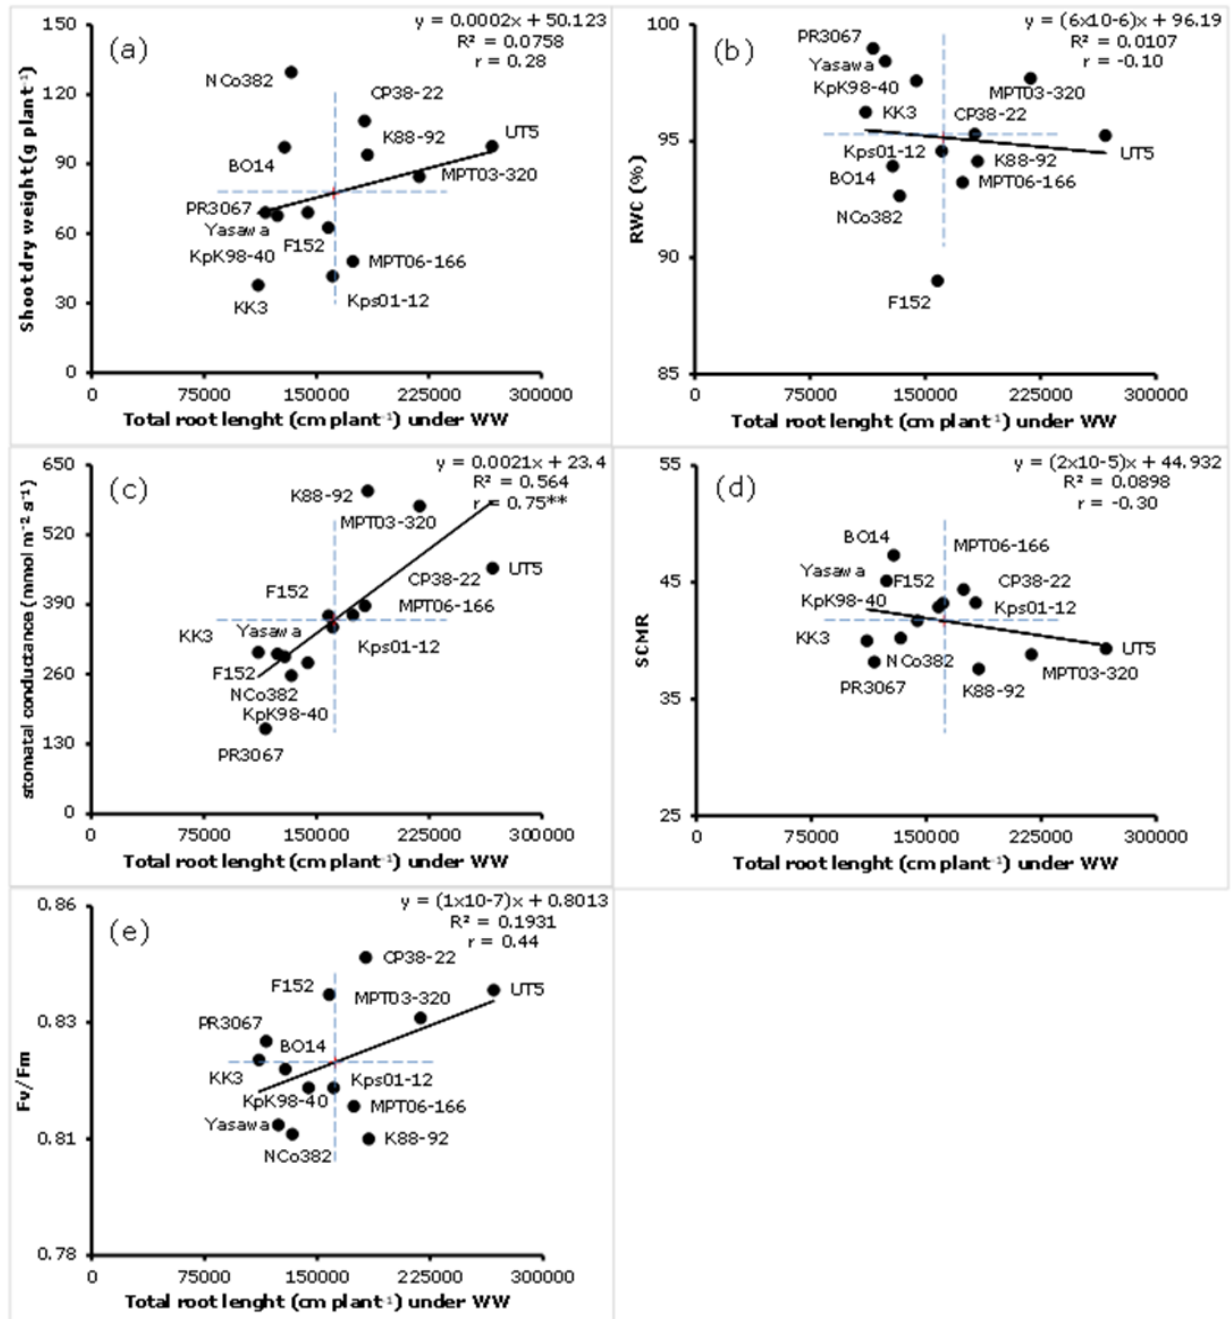 (a)
y = 0.0002x + 50.123
R² = 0.0758
r = 0.28
Shoot dry weight (g plant⁻¹)
150
120
90
60
30
0
NCo382
CP38-22
K88-92
UT5
BO14
MPT03-320
PR3067
Yasawa
F152
KpK98-40
MPT06-166
KK3
Kps01-12
0 75000 150000 225000 300000
Total root lenght (cm plant⁻¹) under WW
(b)
y = (6x10-6)x + 96.19
R² = 0.0107
r = -0.10
RWC (%)
100
95
90
85
PR3067
Yasawa
KpK98-40
MPT03-320
KK3
CP38-22
Kps01-12
K88-92
UT5
BO14
MPT06-166
NCo382
F152
0 75000 150000 225000 300000
Total root lenght (cm plant⁻¹) under WW
(c)
y = 0.0021x + 23.4
R² = 0.564
r = 0.75**
stomatal conductance (mmol m⁻² s⁻¹)
650
520
390
260
130
0
K88-92
MPT03-320
CP38-22
UT5
F152
MPT06-166
KK3
Yasawa
Kps01-12
F152
NCo382
KpK98-40
PR3067
0 75000 150000 225000 300000
Total root lenght (cm plant⁻¹) under WW
(d)
y = (2x10-5)x + 44.932
R² = 0.0898
r = -0.30
SCMR
55
45
35
25
BO14
MPT06-166
Yasawa
F152
CP38-22
KpK98-40
Kps01-12
KK3
NCo382
UT5
MPT03-320
PR3067
K88-92
0 75000 150000 225000 300000
Total root lenght (cm plant⁻¹) under WW
(e)
y = (1x10-7)x + 0.8013
R² = 0.1931
r = 0.44
Fv/Fm
0.86
0.83
0.81
0.78
CP38-22
F152
MPT03-320
UT5
PR3067
BO14
KK3
Kps01-12
KpK98-40
MPT06-166
Yasawa
K88-92
NCo382
0 75000 150000 225000 300000
Total root lenght (cm plant⁻¹) under WW